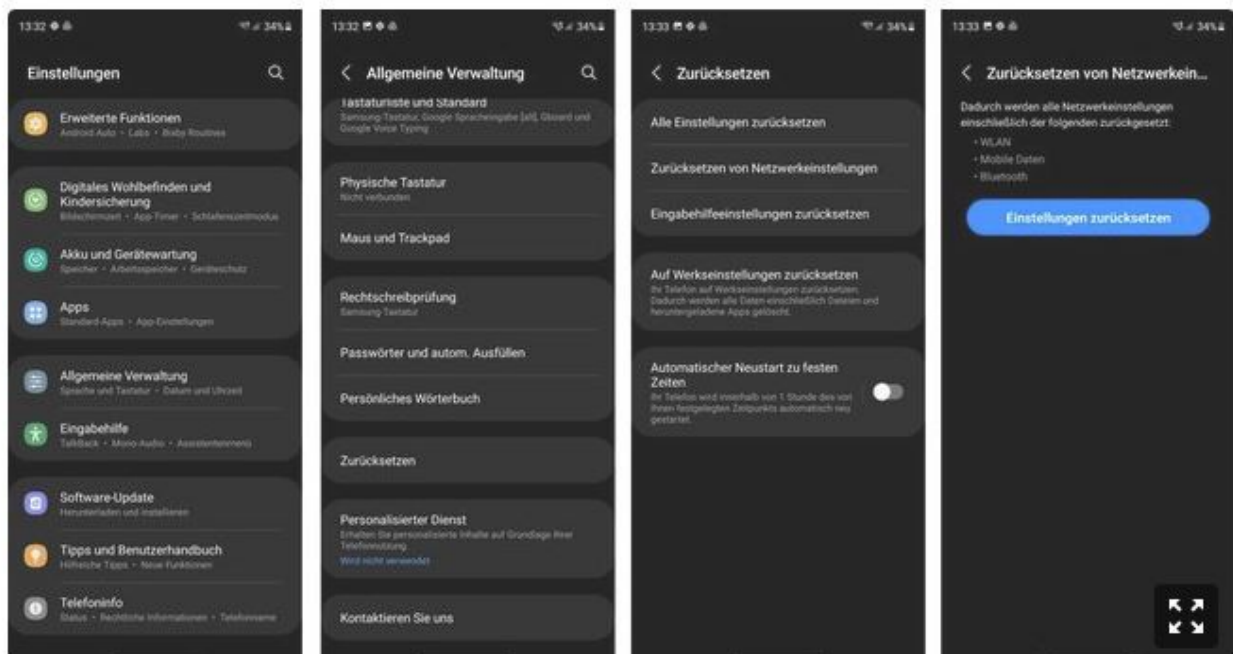 13:32
34%
Einstellungen
Erweiterte Funktionen
Android Auto • Labs • Bixby Routines
Digitales Wohlbefinden und
Kindersicherung
Bildschirmzeit • App-Timer • Schlafenszeitmodus
Akku und Gerätewartung
Speicher • Arbeitsspeicher • Geräteschutz
Apps
Standard-Apps • App-Einstellungen
Allgemeine Verwaltung
Sprache und Tastatur • Datum und Uhrzeit
Eingabehilfe
TalkBack • Mono-Audio • Assistentenmenü
Software-Update
Herunterladen und installieren
Tipps und Benutzerhandbuch
Hilfreiche Tipps • Neue Funktionen
Telefoninfo
Status • Rechtliche Informationen • Telefonname
13:32
34%
Allgemeine Verwaltung
Tastaturliste und Standard
Samsung-Tastatur, Google Spracheingabe [alt], Gboard und
Google Voice Typing
Physische Tastatur
Nicht verbunden
Maus und Trackpad
Rechtschreibprüfung
Samsung-Tastatur
Passwörter und autom. Ausfüllen
Persönliches Wörterbuch
Zurücksetzen
Personalisierter Dienst
Erhalten Sie personalisierte Inhalte auf Grundlage Ihrer
Telefonnutzung.
Wird nicht verwendet
Kontaktieren Sie uns
13:33
34%
Zurücksetzen
Alle Einstellungen zurücksetzen
Zurücksetzen von Netzwerkeinstellungen
Eingabehilfeeinstellungen zurücksetzen
Auf Werkseinstellungen zurücksetzen
Ihr Telefon auf Werkseinstellungen zurücksetzen.
Dadurch werden alle Daten einschließlich Dateien und
heruntergeladene Apps gelöscht.
Automatischer Neustart zu festen
Zeiten
Ihr Telefon wird innerhalb von 1 Stunde des von
Ihnen festgelegten Zeitpunkts automatisch neu
gestartet.
13:33
34%
Zurücksetzen von Netzwerkein...
Dadurch werden alle Netzwerkeinstellungen
einschließlich der folgenden zurückgesetzt:
• WLAN
• Mobile Daten
• Bluetooth
Einstellungen zurücksetzen